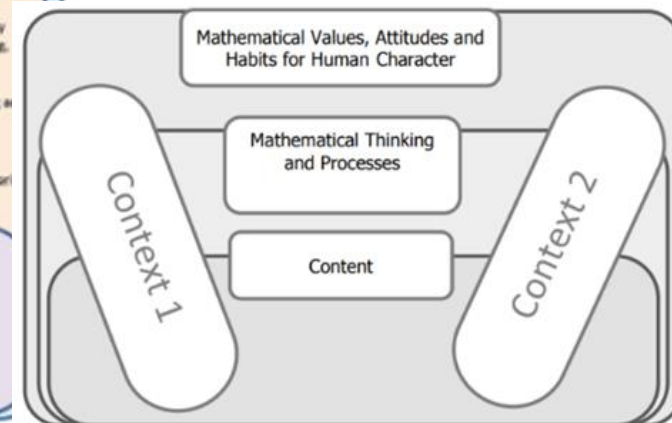 Mathematical Values, Attitudes and
Habits for Human Character
Mathematical Thinking
and Processes
Content
Context 1
Context 2